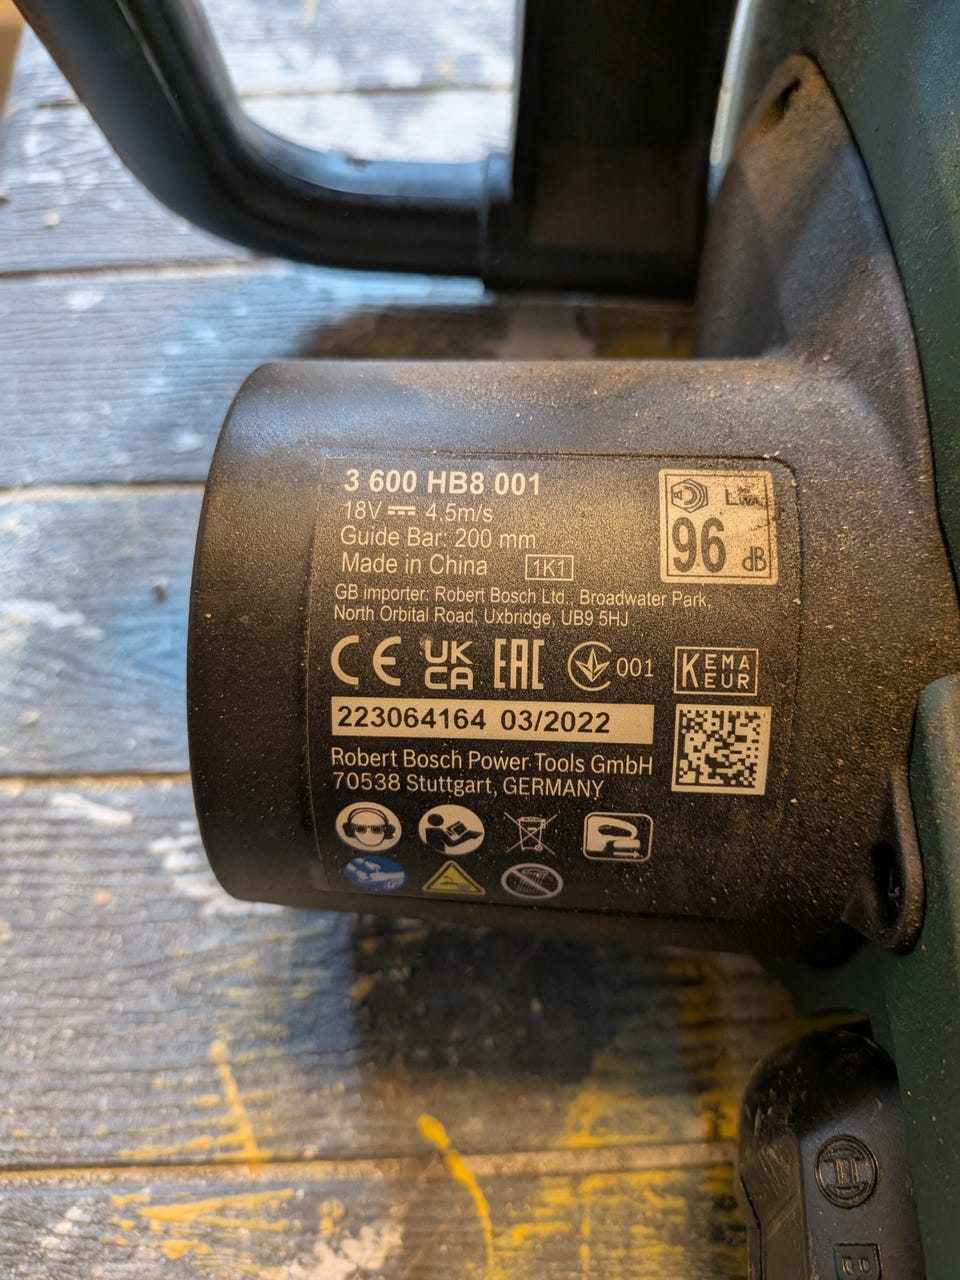 3 600 HB8 001
18V 4.5m/s
Guide Bar: 200 mm
Made in China 1K1
GB importer: Robert Bosch Ltd., Broadwater Park,
North Orbital Road, Uxbridge, UB9 5HJ
LWA
96 dB
CE UK CA EAC 001 KEMA EUR
223064164 03/2022
Robert Bosch Power Tools GmbH
70538 Stuttgart, GERMANY
B